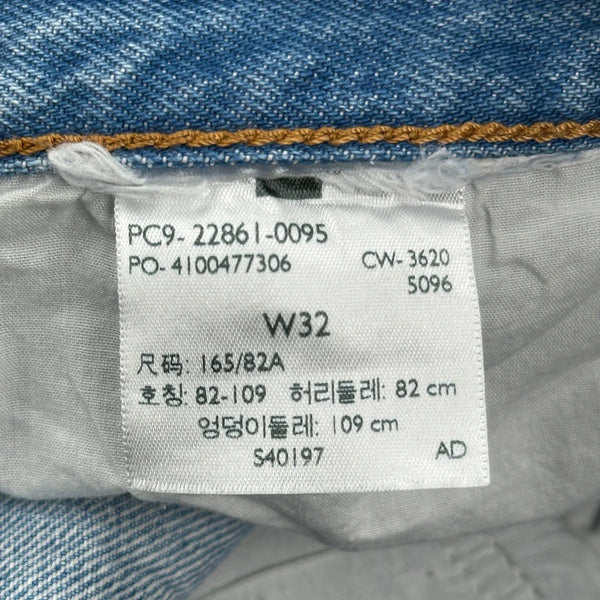 PC9- 22861-0095
PO- 4100477306 CW- 3620
5096
W32
尺码: 165/82A
호칭: 82-109 허리둘레: 82 cm
엉덩이둘레: 109 cm
S40197 AD